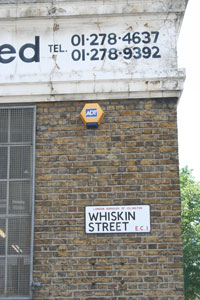 ed TEL. 01-278-4637
01-278-9392
ADT
LONDON BOROUGH OF ISLINGTON
WHISKIN
STREET E.C.1